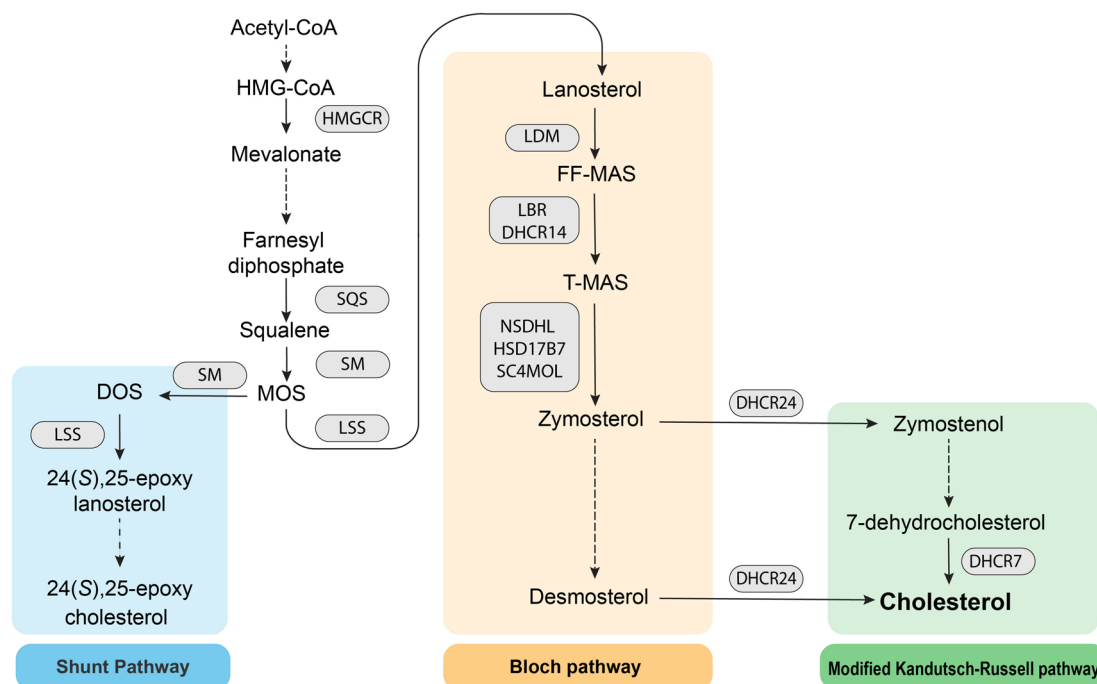 Acetyl-CoA
HMG-CoA
HMGCR
Mevalonate
Farnesyl
diphosphate
SQS
Squalene
SM
MOS
LSS
SM
DOS
LSS
24(S),25-epoxy
lanosterol
24(S),25-epoxy
cholesterol
Shunt Pathway
Lanosterol
LDM
FF-MAS
LBR
DHCR14
T-MAS
NSDHL
HSD17B7
SC4MOL
Zymosterol
Desmosterol
Bloch pathway
DHCR24
DHCR24
Zymostenol
7-dehydrocholesterol
DHCR7
Cholesterol
Modified Kandutsch-Russell pathway